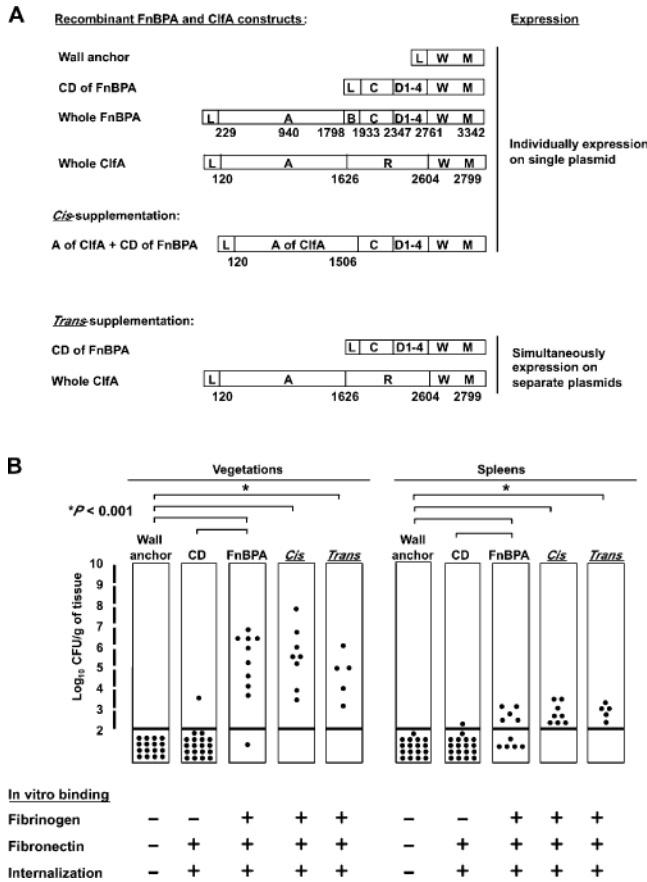 A
Recombinant FnBPA and ClfA constructs:
Expression
Wall anchor
L W M
CD of FnBPA
L C D1-4 W M
Whole FnBPA
L A B C D1-4 W M
229 940 1798 1933 2347 2761 3342
Individually expression
on single plasmid
Whole ClfA
L A R W M
120 1626 2604 2799
Cis-supplementation:
A of ClfA + CD of FnBPA
L A of ClfA C D1-4 W M
120 1506
Trans-supplementation:
CD of FnBPA
L C D1-4 W M
Simultaneously
expression on
separate plasmids
Whole ClfA
L A R W M
120 1626 2604 2799
B
Vegetations Spleens
* *
*P < 0.001
Wall
anchor CD FnBPA Cis Trans
Wall
anchor CD FnBPA Cis Trans
Log10 CFU/g of tissue
10
9
8
7
6
5
4
3
2
In vitro binding
Fibrinogen – – + + + – – + + +
Fibronectin – + + + + – + + + +
Internalization – + + + + – + + + +